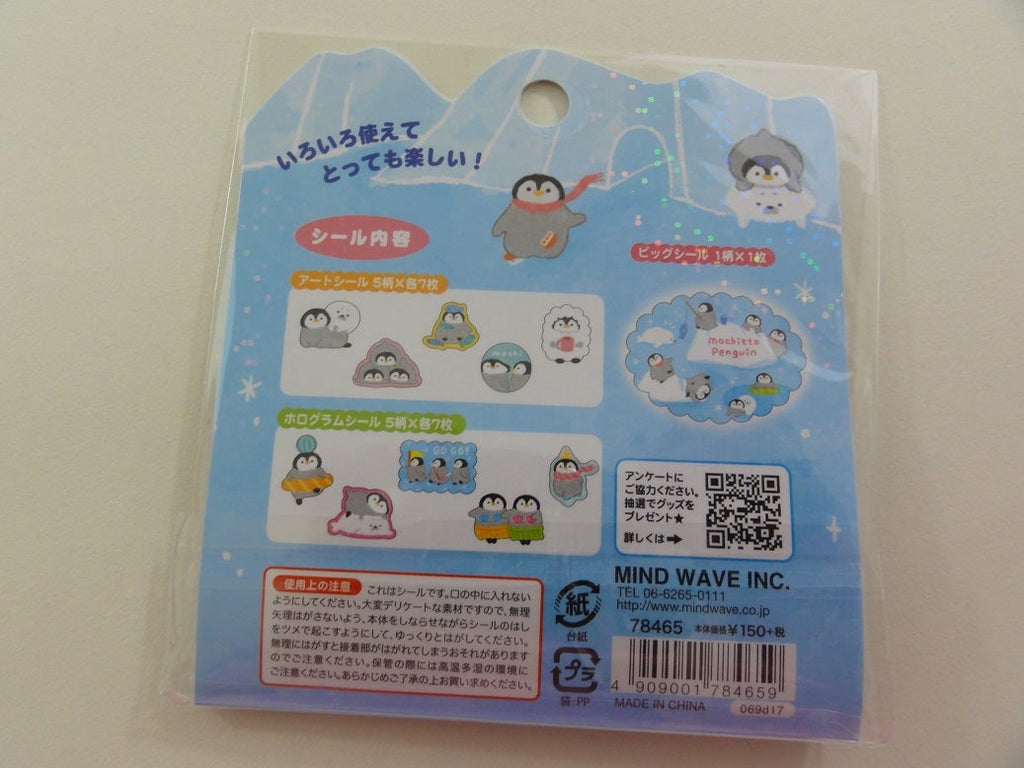 いろいろ使えて
とっても楽しい!
シール内容
アートシール 5柄×各7枚
mochi
ホログラムシール 5柄×各7枚
GO GO!
ビッグシール 1柄×1枚
mochitto
Penguin
アンケートに
ご協力ください。
抽選でグッズを
プレゼント★
詳しくは➡
使用上の注意 これはシールです。口の中に入れない
ようにしてください。大変デリケートな素材ですので、無理
矢理はがさないよう、本体をしならせながらシールのはし
をツメで起こすようにして、ゆっくりとはがしてください。
無理にはがすと接着部がはがれてしまうおそれがあります
のでご注意ください。保管の際には高温多湿の環境に
ご注意ください。あらかじめご了承の上お買い求めください。
紙
台紙
プラ
袋:PP
MIND WAVE INC.
TEL 06-6265-0111
http://www.mindwave.co.jp
78465 本体価格¥150+税
4 909001 784659
MADE IN CHINA 069d17